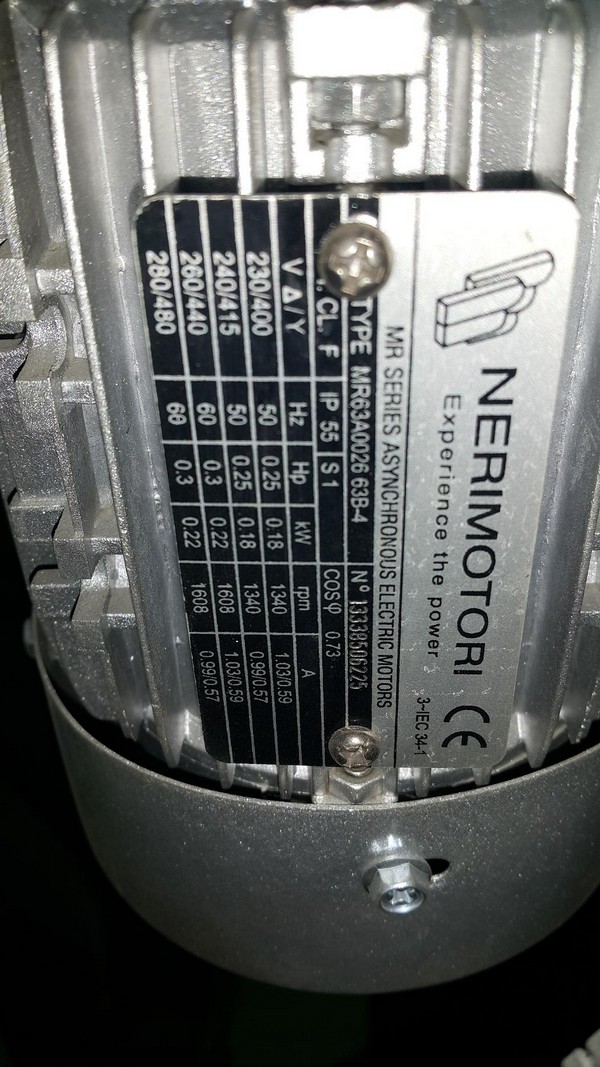 NERIMOTORI CE
Experience the power 3~IEC 34-1
MR SERIES ASYNCHRONOUS ELECTRIC MOTORS
TYPE MR63A0026 63B-4 N° 13338506225
CL. F IP 55 S1 COSφ 0.73
V Δ/Y Hz Hp kW rpm A
230/400 50 0.25 0.18 1340 1.03/0.59
240/415 50 0.25 0.18 1340 0.99/0.57
260/440 60 0.3 0.22 1608 1.03/0.59
280/480 60 0.3 0.22 1608 0.99/0.57